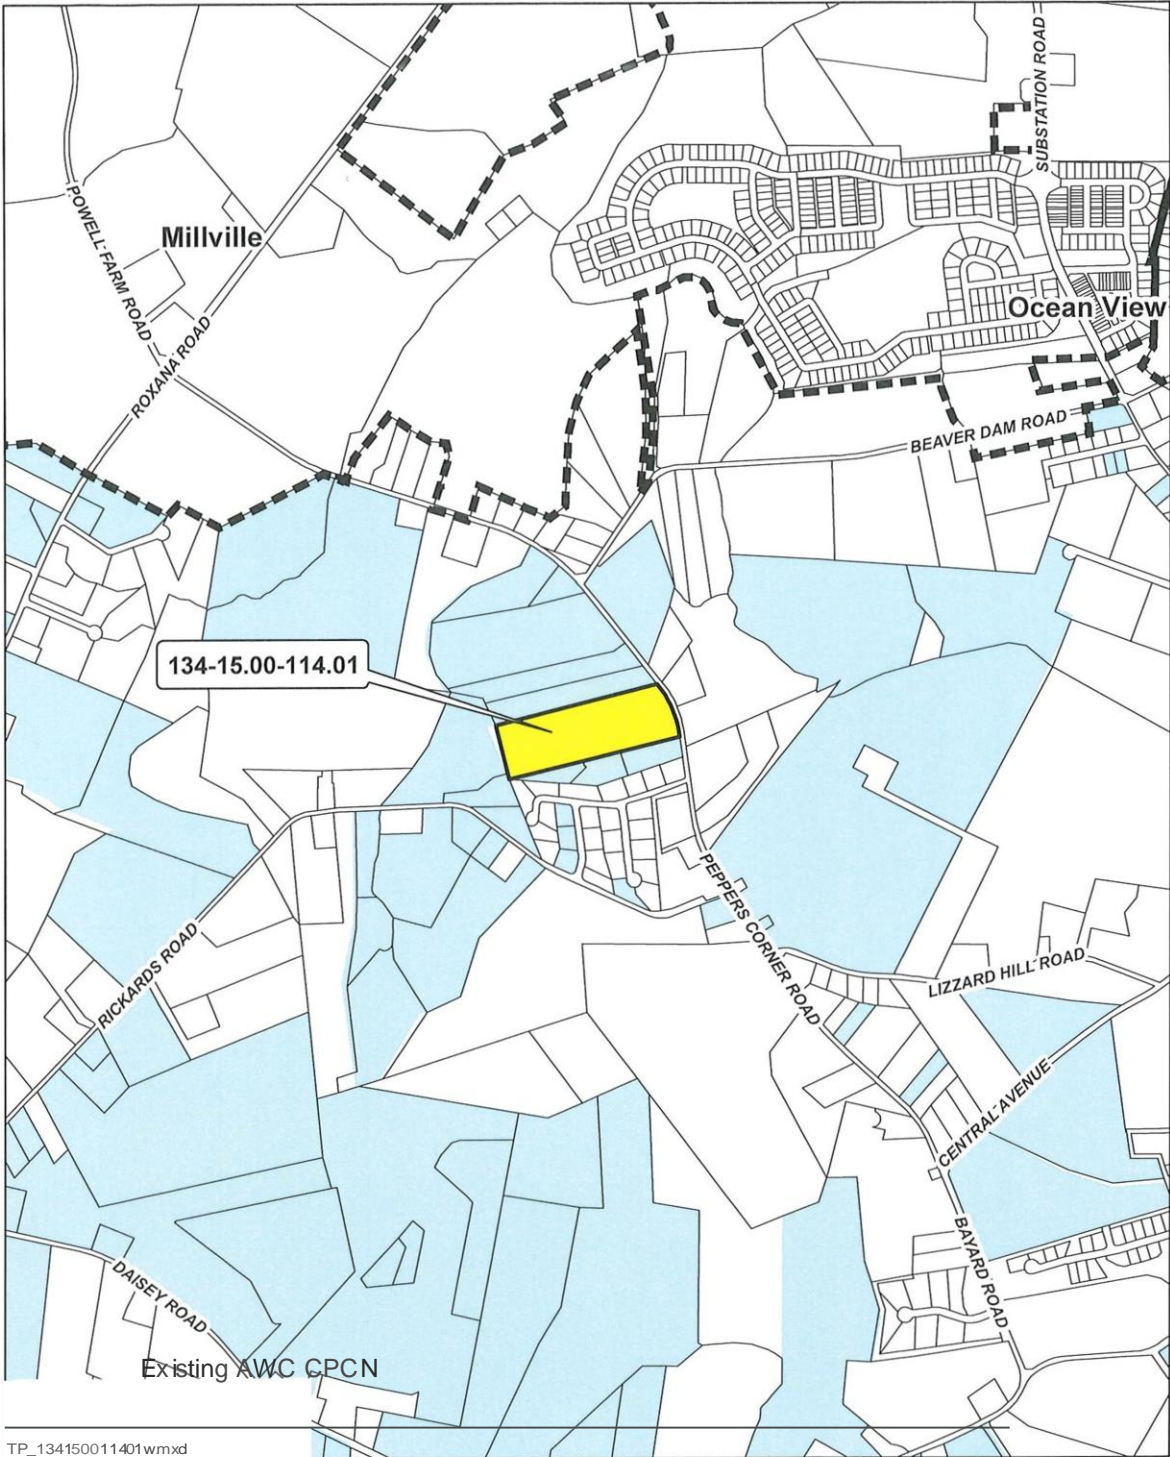 SUBSTATION ROAD
POWELL FARM ROAD
Millville
ROXANA ROAD
Ocean View
BEAVER DAM ROAD
134-15.00-114.01
PEPPERS CORNER ROAD
RICKARDS ROAD
LIZZARD HILL ROAD
CENTRAL AVENUE
BAYARD ROAD
DAISEY ROAD
Existing AWC CPCN
TP_134150011401wmxd